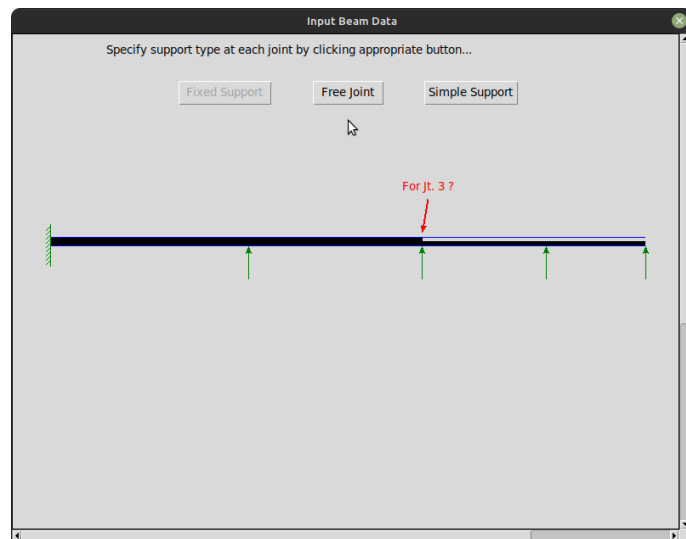 Input Beam Data
Specify support type at each joint by clicking appropriate button...
Fixed Support
Free Joint
Simple Support
For Jt. 3 ?